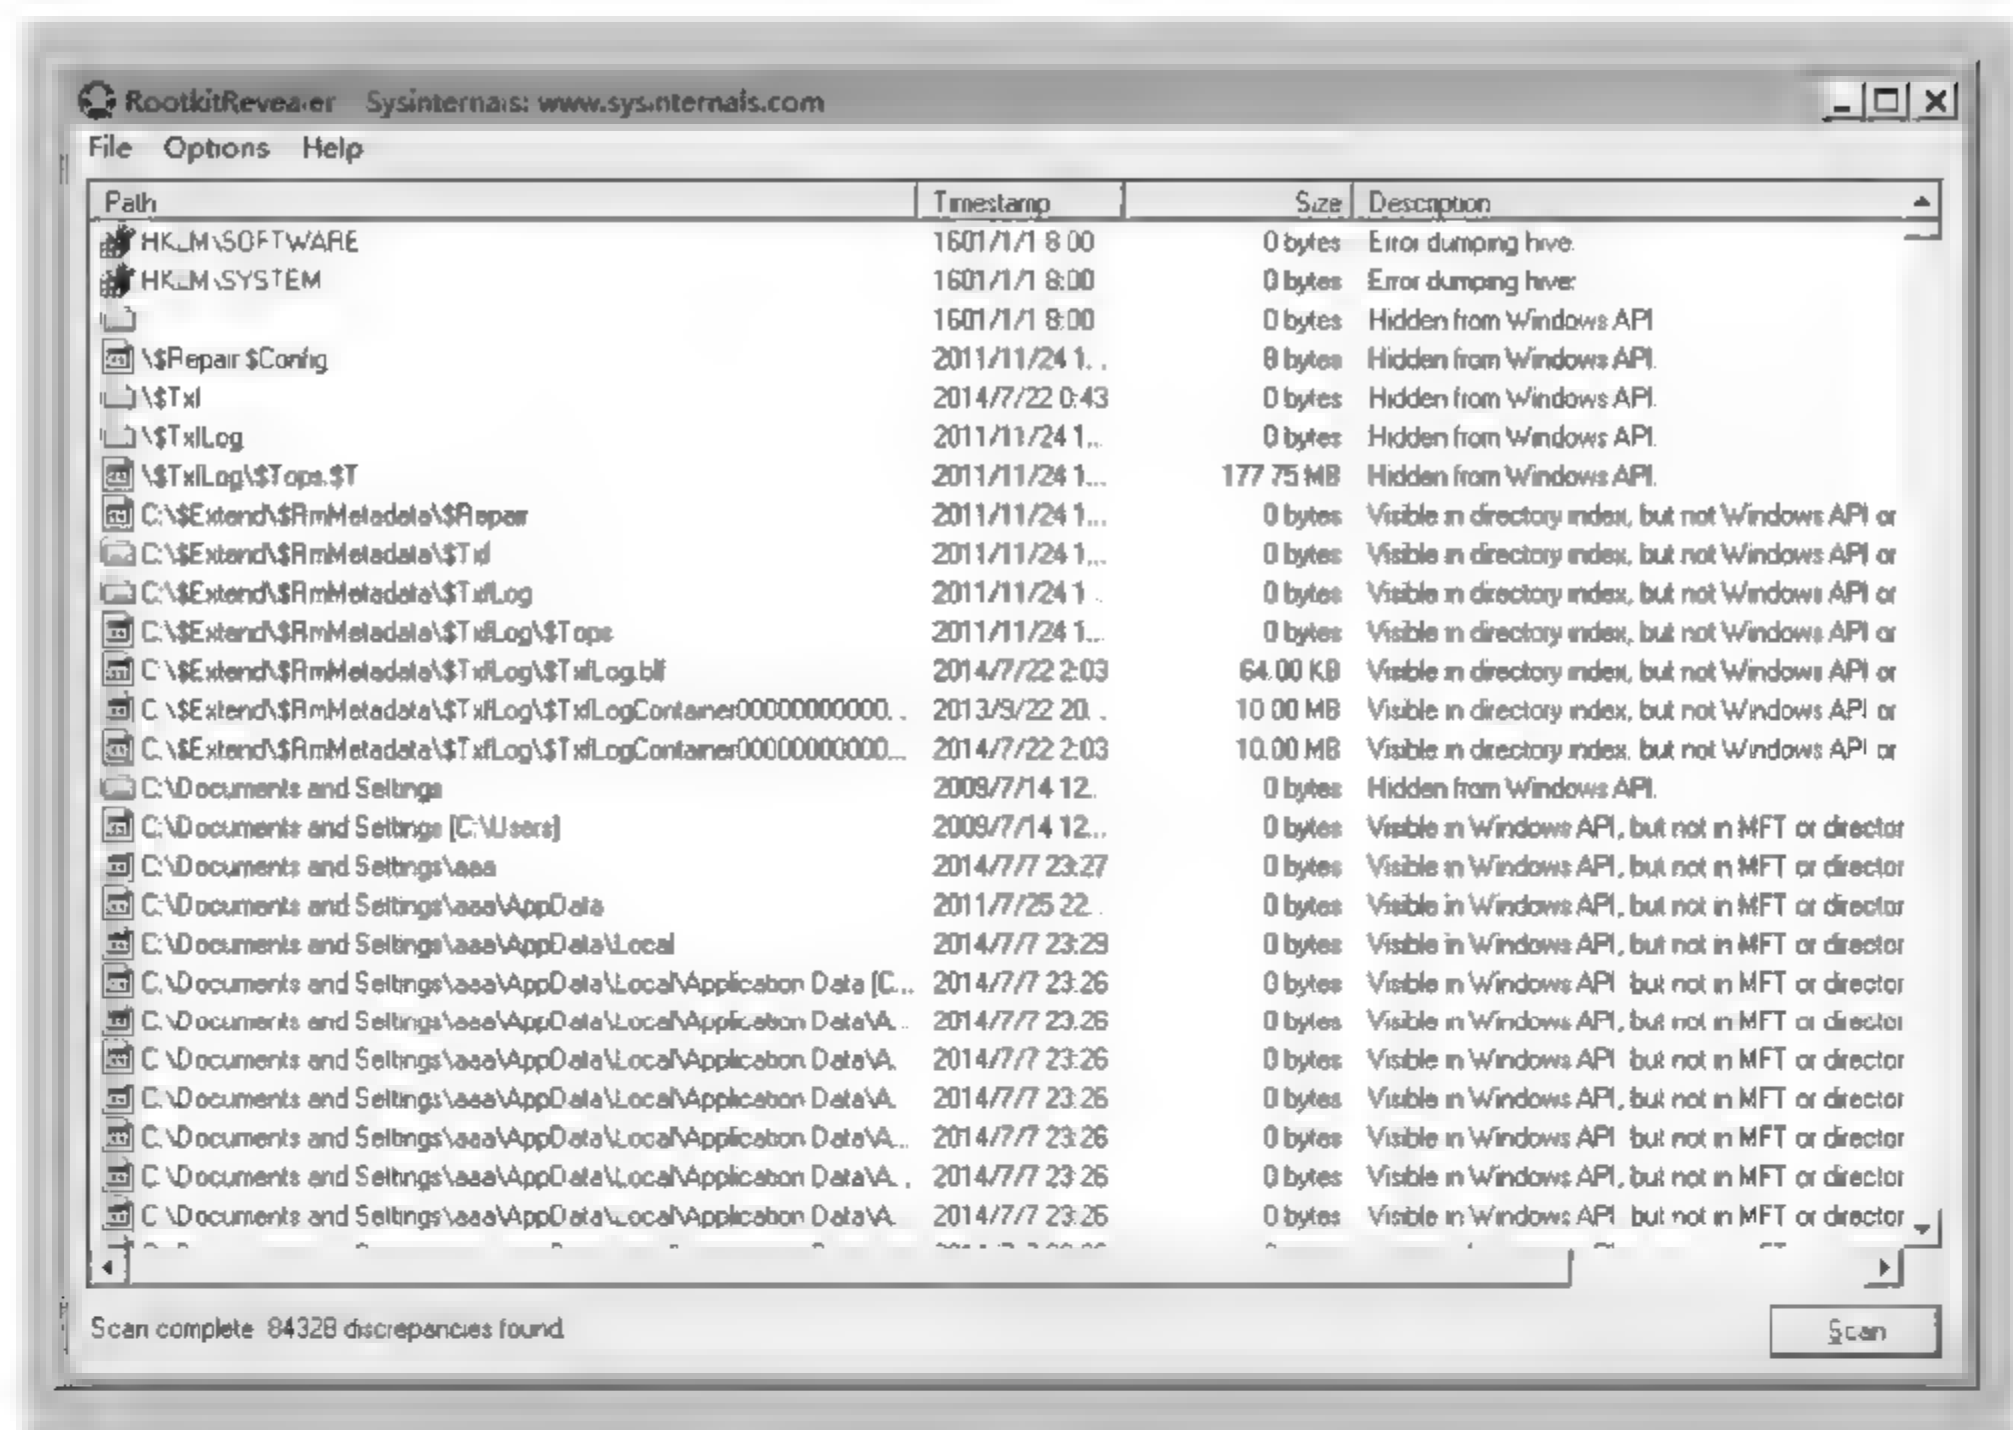 RootkitRevealer Sysinternals: www.sysinternals.com
File Options Help
Path Timestamp Size Description
HKLM\SOFTWARE 1601/1/1 8:00 0 bytes Error dumping hive:
HKLM\SYSTEM 1601/1/1 8:00 0 bytes Error dumping hive:
1601/1/1 8:00 0 bytes Hidden from Windows API.
\$Repair:$Config 2011/11/24 1... 8 bytes Hidden from Windows API.
\$Txf 2014/7/22 0:43 0 bytes Hidden from Windows API.
\$TxfLog 2011/11/24 1... 0 bytes Hidden from Windows API.
\$TxfLog\$Tops:$T 2011/11/24 1... 177.75 MB Hidden from Windows API.
C:\$Extend\$RmMetadata\$Repair 2011/11/24 1... 0 bytes Visible in directory index, but not Windows API or
C:\$Extend\$RmMetadata\$Txf 2011/11/24 1... 0 bytes Visible in directory index, but not Windows API or
C:\$Extend\$RmMetadata\$TxfLog 2011/11/24 1... 0 bytes Visible in directory index, but not Windows API or
C:\$Extend\$RmMetadata\$TxfLog\$Tops 2011/11/24 1... 0 bytes Visible in directory index, but not Windows API or
C:\$Extend\$RmMetadata\$TxfLog\$TxfLog.blf 2014/7/22 2:03 64.00 KB Visible in directory index, but not Windows API or
C:\$Extend\$RmMetadata\$TxfLog\$TxfLogContainer00000000000... 2013/9/22 20... 10.00 MB Visible in directory index, but not Windows API or
C:\$Extend\$RmMetadata\$TxfLog\$TxfLogContainer00000000000... 2014/7/22 2:03 10.00 MB Visible in directory index, but not Windows API or
C:\Documents and Settings 2009/7/14 12... 0 bytes Hidden from Windows API.
C:\Documents and Settings [C:\Users] 2009/7/14 12... 0 bytes Visible in Windows API, but not in MFT or director
C:\Documents and Settings\aaa 2014/7/7 23:27 0 bytes Visible in Windows API, but not in MFT or director
C:\Documents and Settings\aaa\AppData 2011/7/25 22... 0 bytes Visible in Windows API, but not in MFT or director
C:\Documents and Settings\aaa\AppData\Local 2014/7/7 23:29 0 bytes Visible in Windows API, but not in MFT or director
C:\Documents and Settings\aaa\AppData\Local\Application Data [C... 2014/7/7 23:26 0 bytes Visible in Windows API, but not in MFT or director
C:\Documents and Settings\aaa\AppData\Local\Application Data\A... 2014/7/7 23:26 0 bytes Visible in Windows API, but not in MFT or director
C:\Documents and Settings\aaa\AppData\Local\Application Data\A... 2014/7/7 23:26 0 bytes Visible in Windows API, but not in MFT or director
C:\Documents and Settings\aaa\AppData\Local\Application Data\A... 2014/7/7 23:26 0 bytes Visible in Windows API, but not in MFT or director
C:\Documents and Settings\aaa\AppData\Local\Application Data\A... 2014/7/7 23:26 0 bytes Visible in Windows API, but not in MFT or director
C:\Documents and Settings\aaa\AppData\Local\Application Data\A... 2014/7/7 23:26 0 bytes Visible in Windows API, but not in MFT or director
C:\Documents and Settings\aaa\AppData\Local\Application Data\A... 2014/7/7 23:26 0 bytes Visible in Windows API, but not in MFT or director
Scan complete: 84328 discrepancies found.
Scan